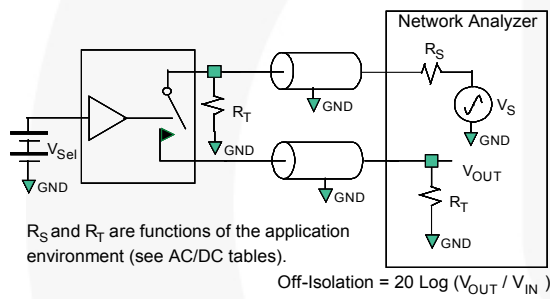 Network Analyzer
R_S
GND
V_S
GND
R_T
GND
V_Sel
GND
V_OUT
GND
R_T
GND
R_S and R_T are functions of the application
environment (see AC/DC tables).
Off-Isolation = 20 Log (V_OUT / V_IN )